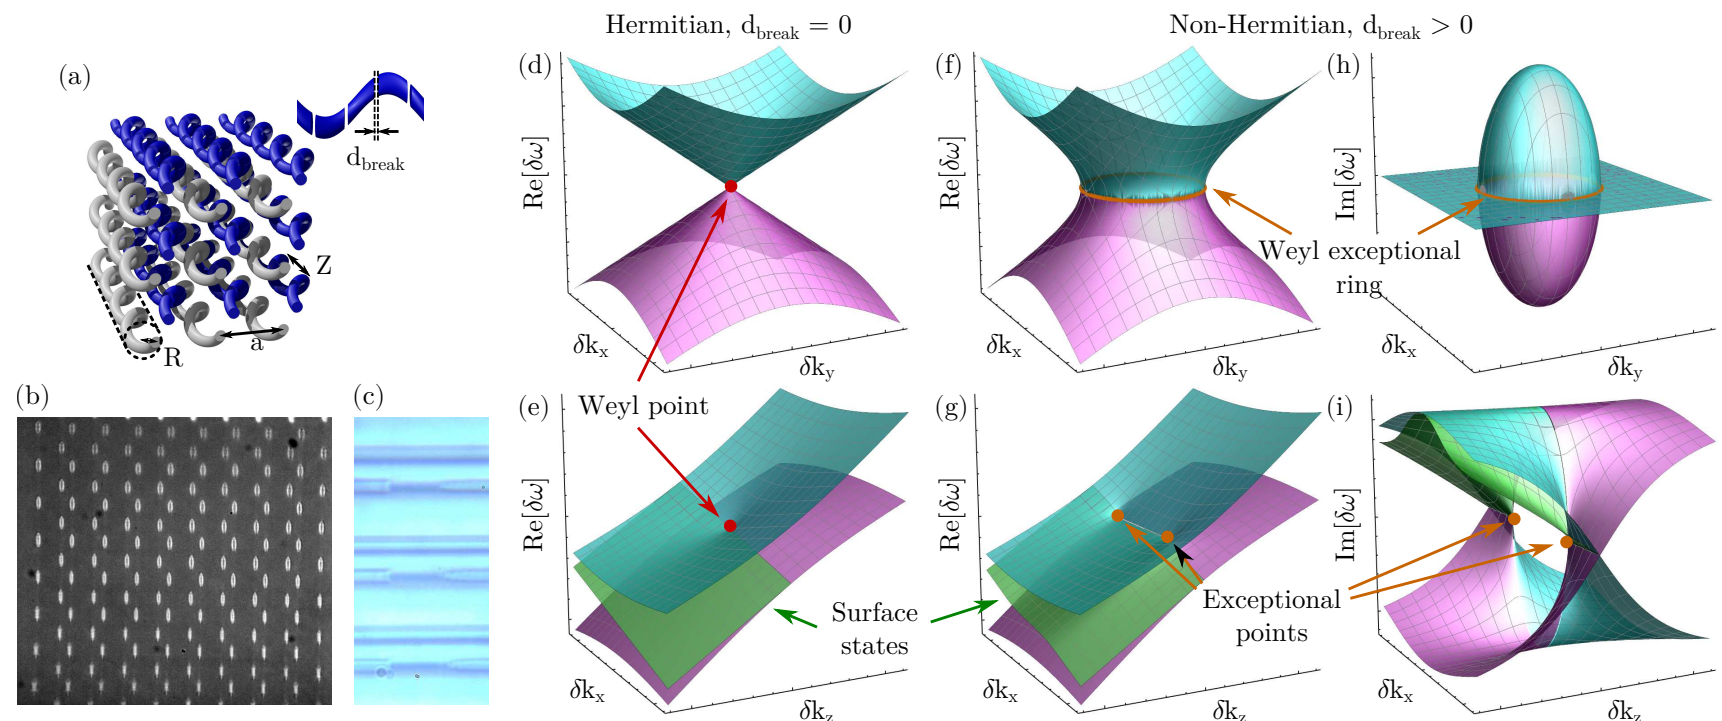 Hermitian, d_break = 0
Non-Hermitian, d_break > 0
(a)
d_break
Z
R
a
(b)
(c)
(d)
Re[δω]
δk_x
δk_y
Weyl point
(e)
Re[δω]
δk_x
δk_z
Surface
states
(f)
Re[δω]
δk_x
δk_y
Weyl exceptional
ring
(g)
Re[δω]
δk_x
δk_z
Exceptional
points
(h)
Im[δω]
δk_x
δk_y
(i)
Im[δω]
δk_x
δk_z